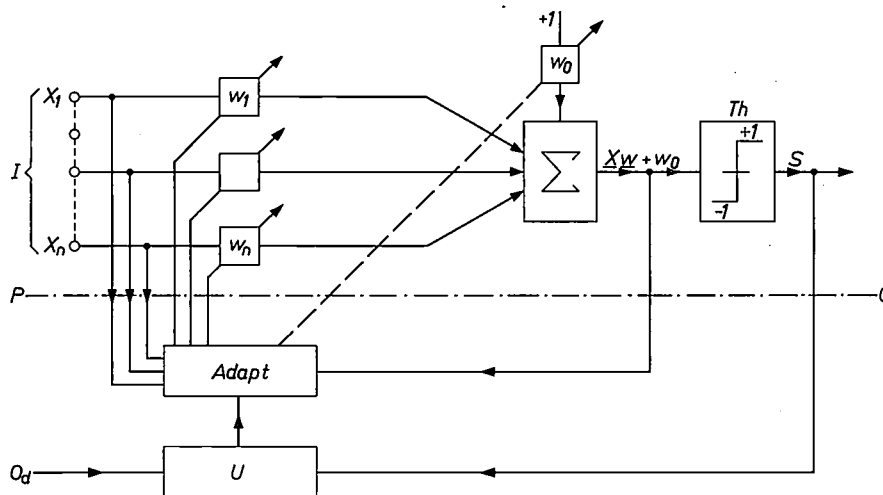 +1
W0
X1
W1
Th
+1
I
Σ
XW + W0
-1
S
Xn
Wn
P
Adapt
Od
U